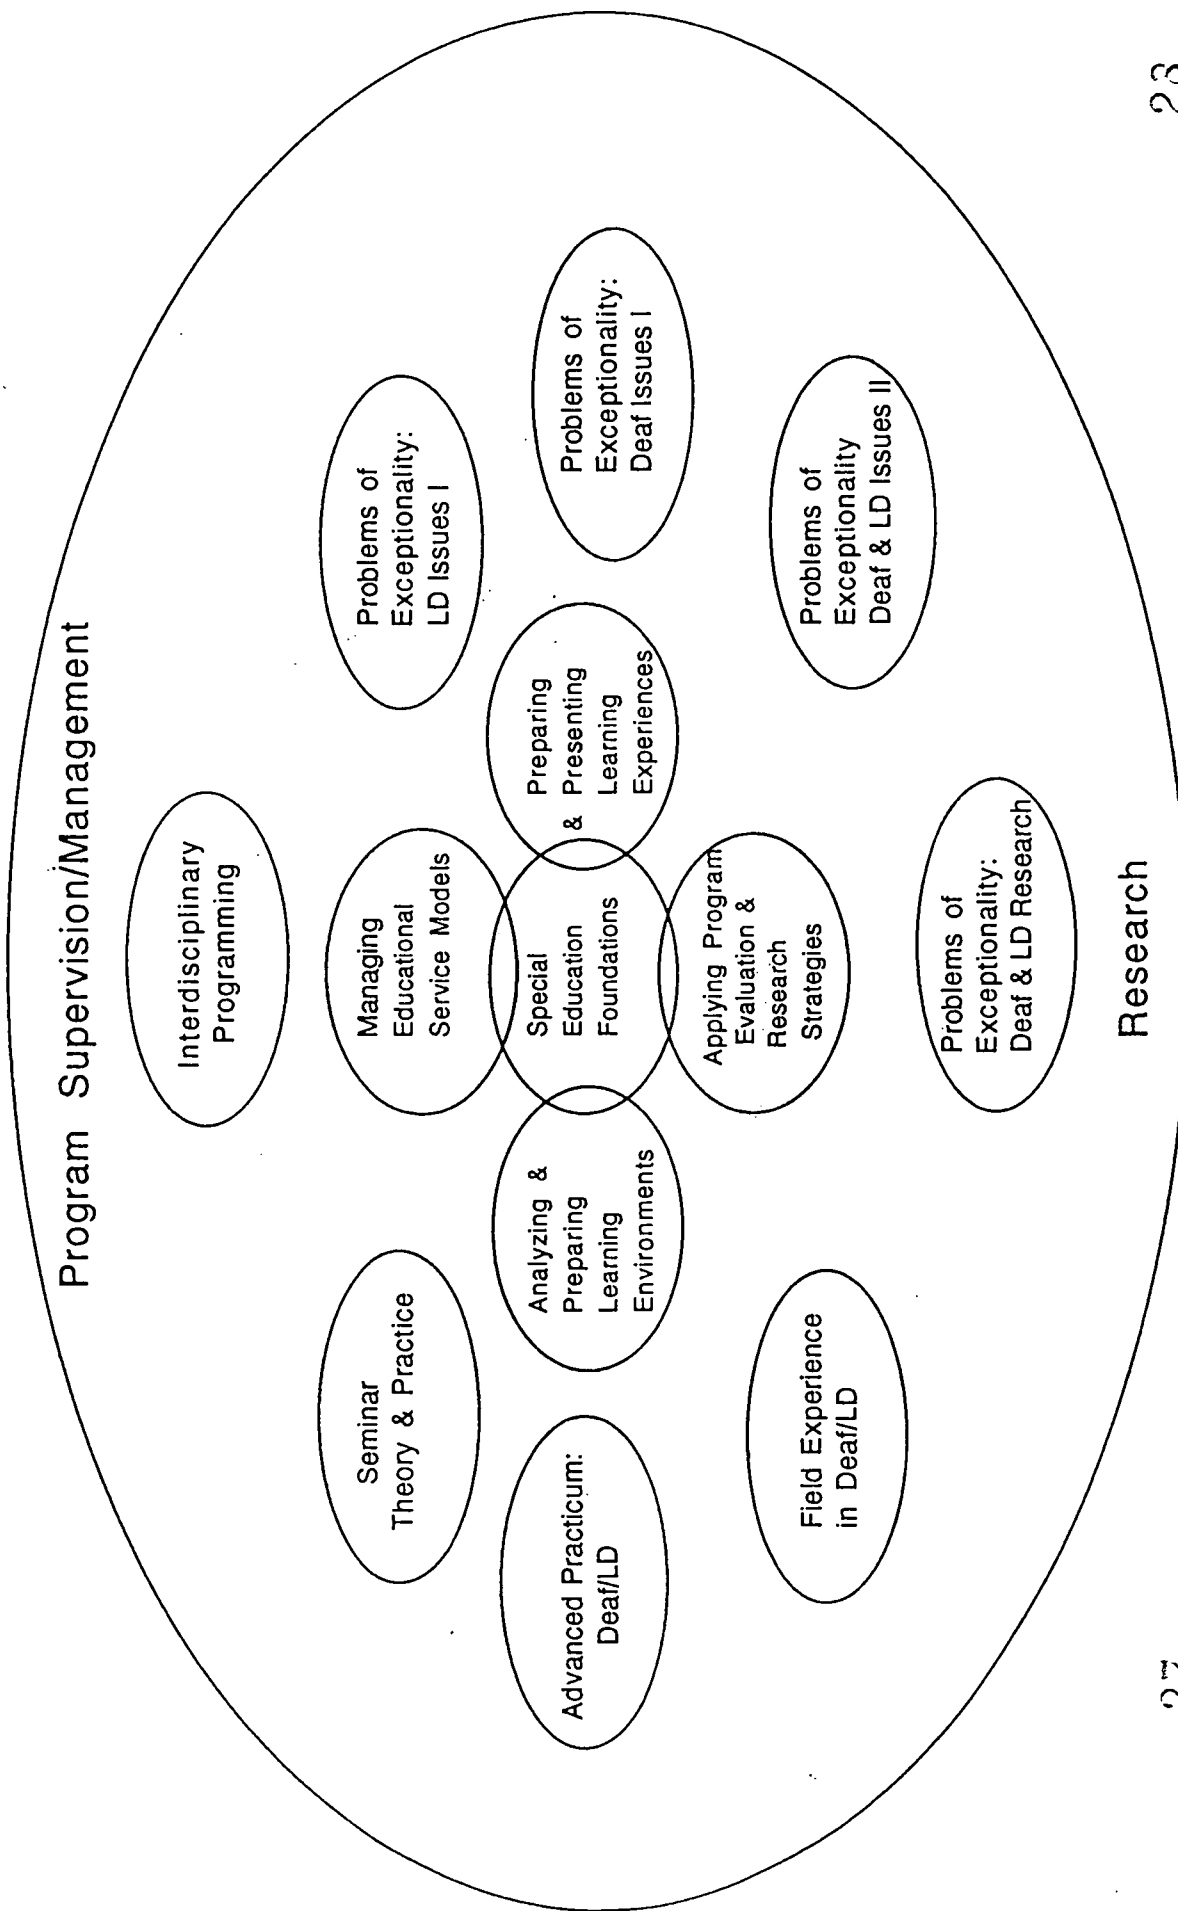 Program Supervision/Management
Interdisciplinary
Programming
Seminar
Theory & Practice
Problems of
Exceptionality:
LD Issues I
Managing
Educational
Service Models
Advanced Practicum:
Deaf/LD
Analyzing &
Preparing
Learning
Environments
Special
Education
Foundations
Preparing
& Presenting
Learning
Experiences
Problems of
Exceptionality:
Deaf Issues I
Applying Program
Evaluation &
Research
Strategies
Field Experience
in Deaf/LD
Problems of
Exceptionality
Deaf & LD Issues II
Problems of
Exceptionality:
Deaf & LD Research
Research